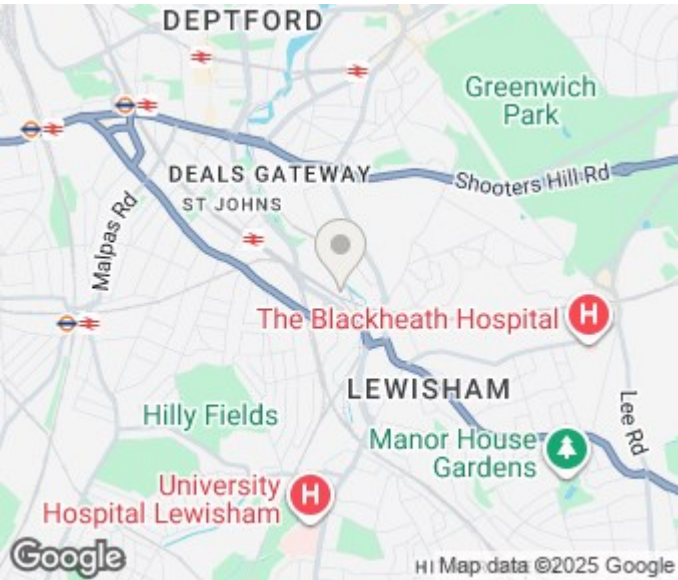 DEPTFORD
Greenwich
Park
DEALS GATEWAY
Shooters Hill Rd
ST JOHNS
Malpas Rd
The Blackheath Hospital
H
LEWISHAM
Lee Rd
Hilly Fields
Manor House
Gardens
University
Hospital Lewisham
H
Google
Map data ©2025 Google